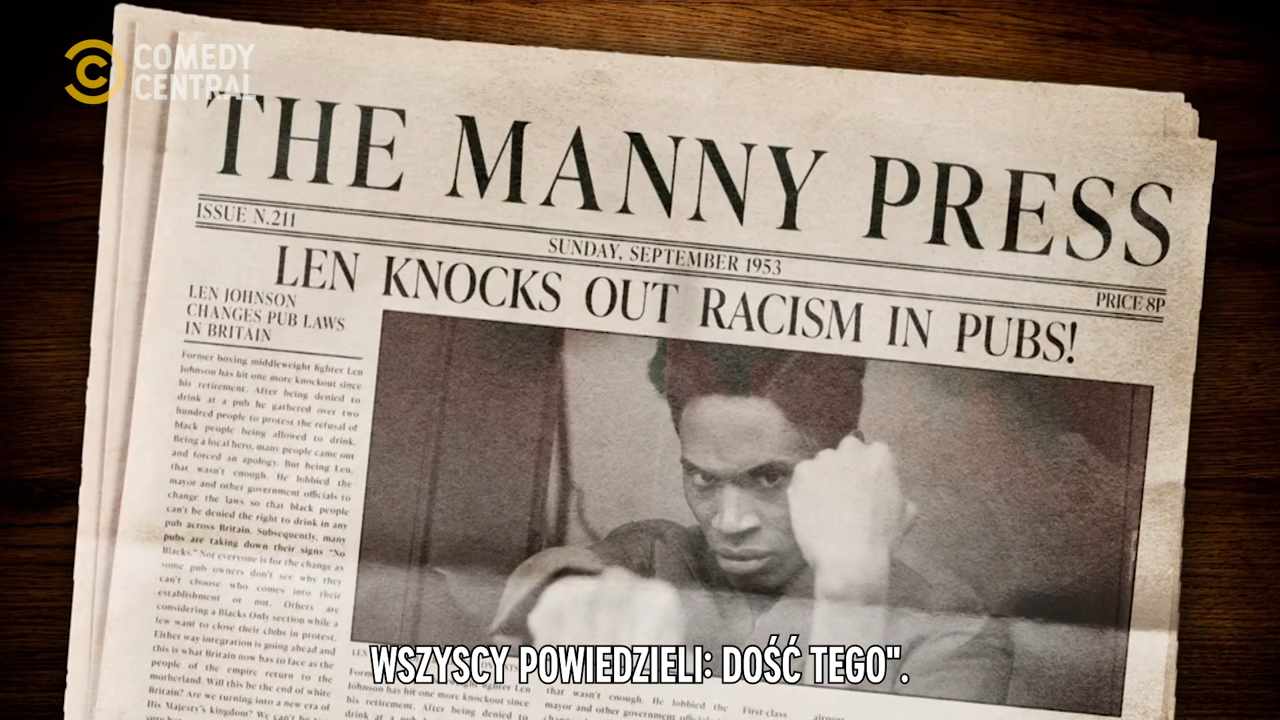 COMEDY
CENTRAL
THE MANNY PRESS
ISSUE N.211
SUNDAY, SEPTEMBER 1953
PRICE 8P
LEN KNOCKS OUT RACISM IN PUBS!
LEN JOHNSON
CHANGES PUB LAWS
IN BRITAIN
Former boxing middleweight fighter Len
Johnson has hit one more knockout since
his retirement. After being denied to
drink at a pub he gathered over two
hundred people to protest the refusal of
black people being allowed to drink.
Being a local hero, many people came out
and forced an apology. But being Len,
that wasn't enough. He lobbied the
mayor and other government officials to
change the laws so that black people
can't be denied the right to drink in any
pub across Britain. Subsequently, many
pubs are taking down their signs "No
Blacks." Not everyone is for the change as
some pub owners don't see why they
can't choose who comes into their
establishment or not. Others are
considering a Blacks Only section while a
few want to close their clubs in protest.
Either way integration is going ahead and
this is what Britain now has to face as the
people of the empire return to the
motherland. Will this be the end of white
Britain? Are we turning into a new era of
His Majesty's kingdom? We can't be
fighter Len
Johnson has hit one more knockout since
his retirement. After being denied to
drink at a pub he
that wasn't enough. He lobbied the
mayor and other government officials to
First-class
WSZYSCY POWIEDZIELI: DOŚĆ TEGO".